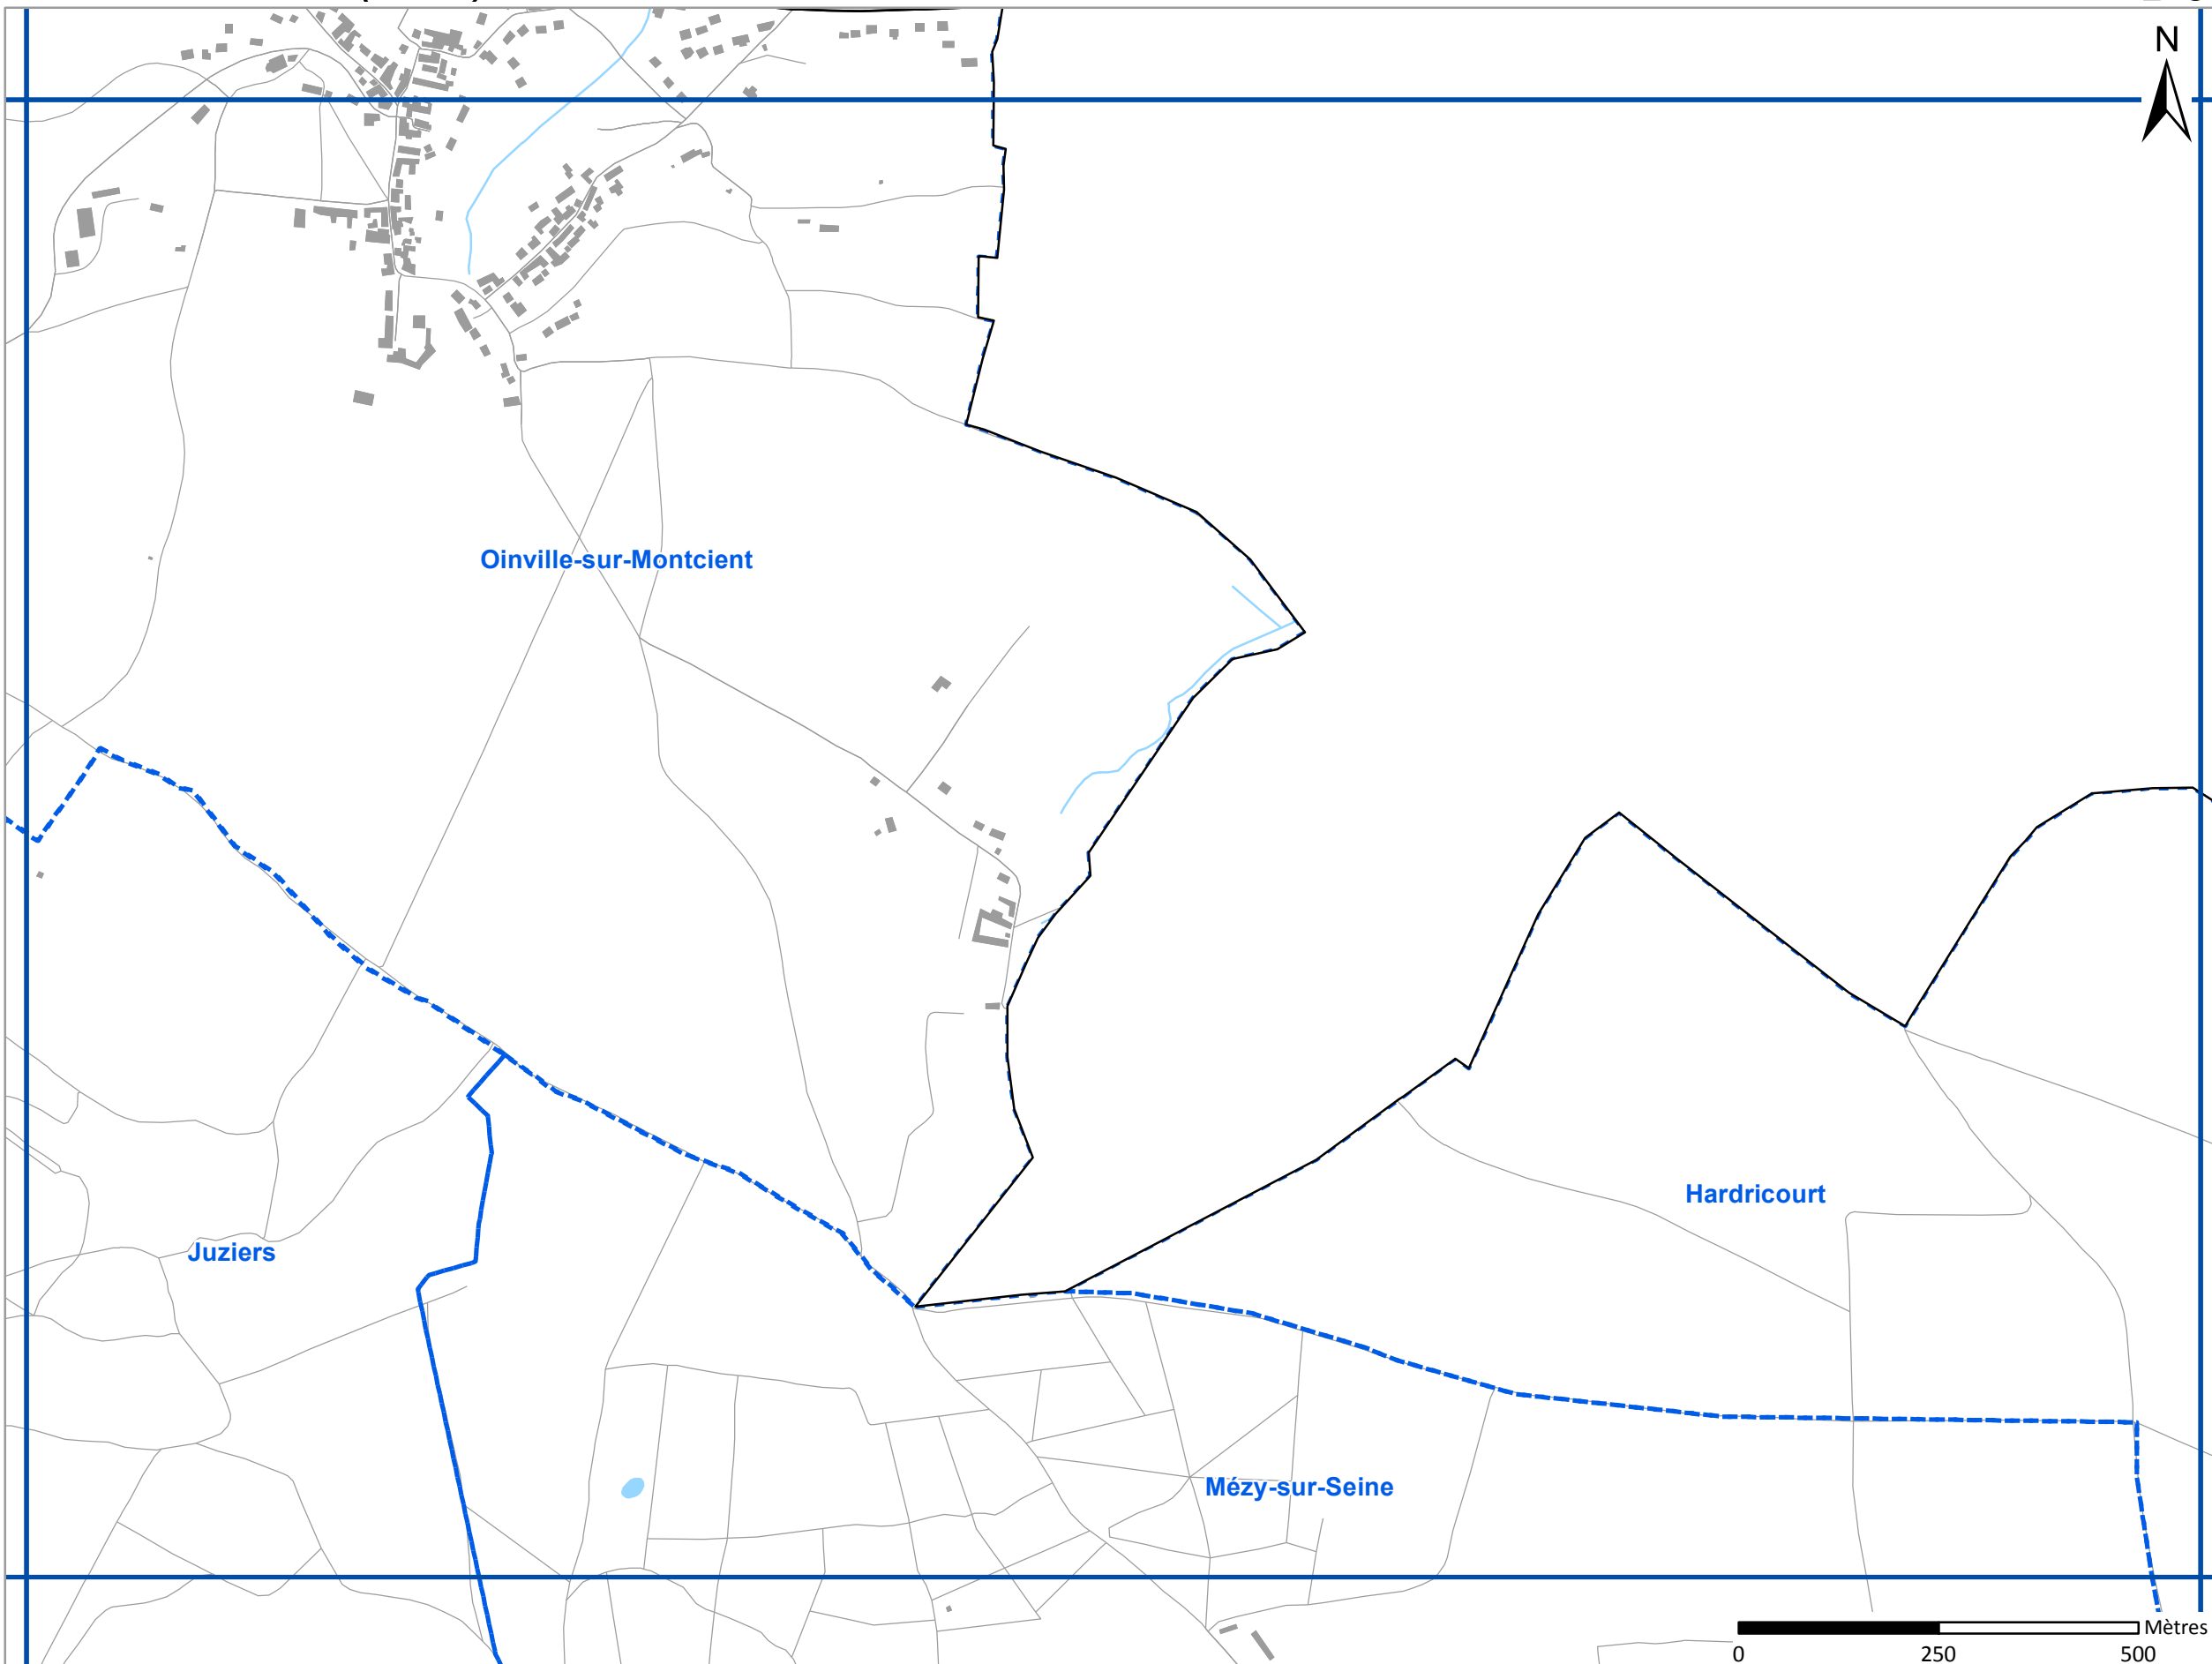 N
Oinville-sur-Montcient
Hardricourt
Juziers
Mézy-sur-Seine
Mètres
0 250 500